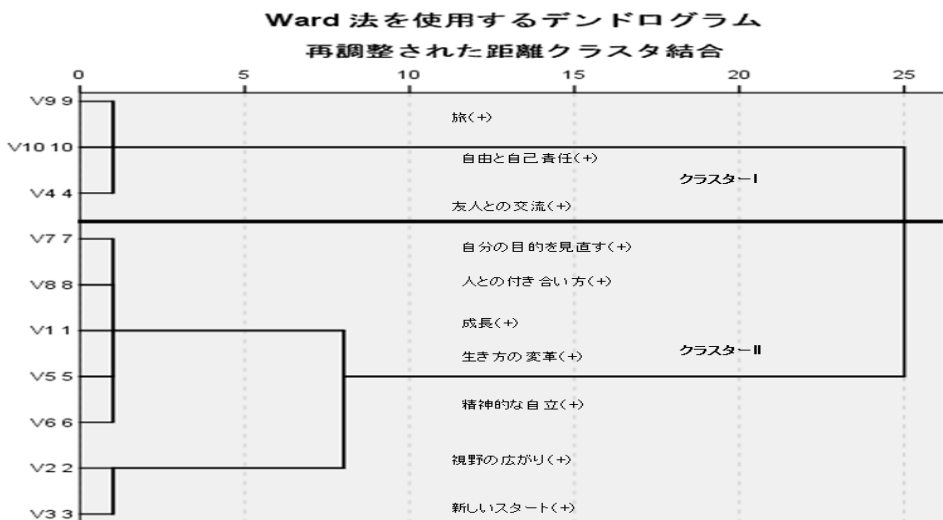 Ward 法を使用するデンドログラム
再調整された距離クラスタ結合
0 5 10 15 20 25
V9 9
旅(+)
V10 10
自由と自己責任(+)
クラスターI
V4 4
友人との交流(+)
V7 7
自分の目的を見直す(+)
V8 8
人との付き合い方(+)
V1 1
成長(+)
クラスターII
生き方の変革(+)
V5 5
精神的な自立(+)
V6 6
視野の広がり(+)
V2 2
新しいスタート(+)
V3 3